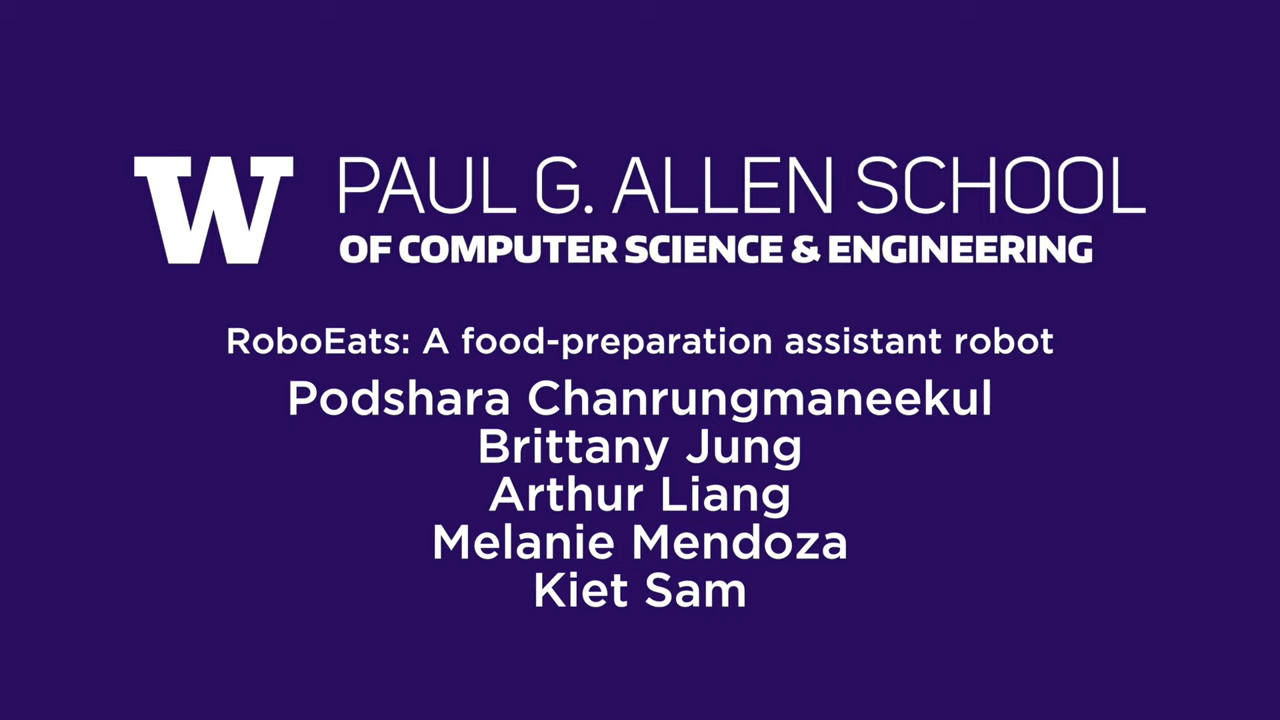 W PAUL G. ALLEN SCHOOL
OF COMPUTER SCIENCE & ENGINEERING
RoboEats: A food-preparation assistant robot
Podshara Chanrungmaneekul
Brittany Jung
Arthur Liang
Melanie Mendoza
Kiet Sam